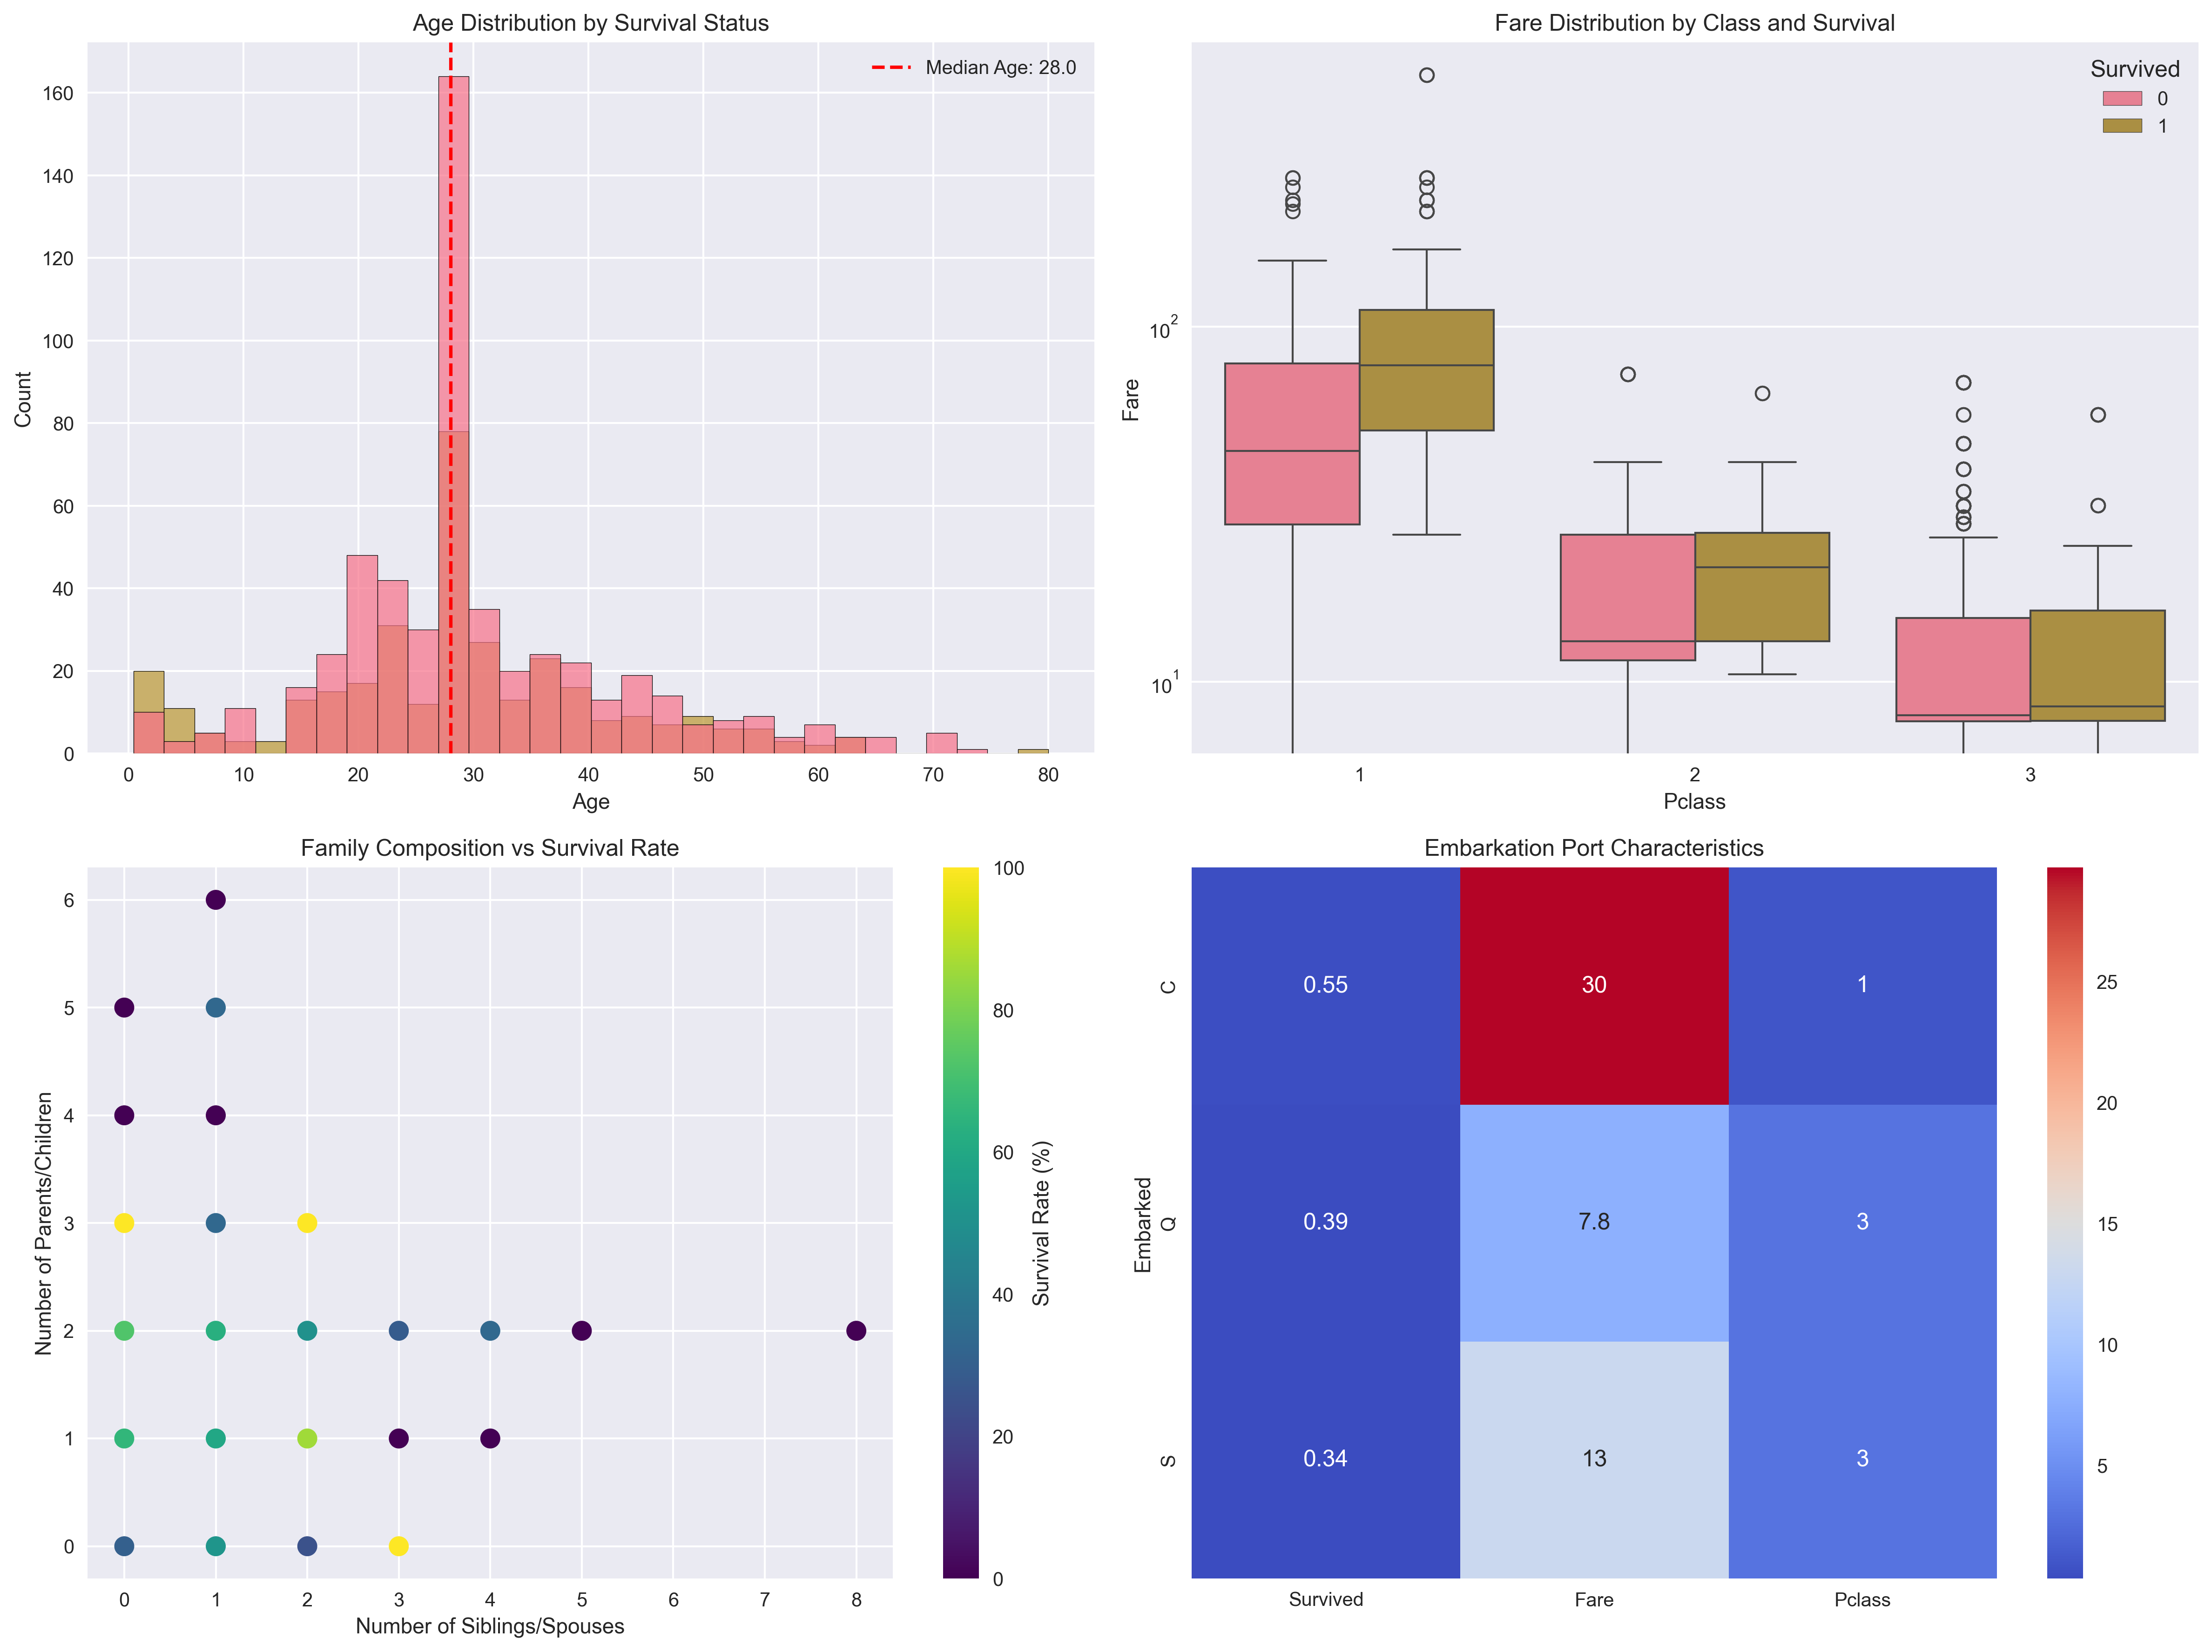 Age Distribution by Survival Status
Median Age: 28.0
160
140
120
100
80
60
40
20
0
Count
0 10 20 30 40 50 60 70 80
Age
Fare Distribution by Class and Survival
Survived
0
1
10²
10¹
Fare
1 2 3
Pclass
Family Composition vs Survival Rate
6
5
4
3
2
1
0
Number of Parents/Children
0 1 2 3 4 5 6 7 8
Number of Siblings/Spouses
100
80
60
40
20
0
Survival Rate (%)
Embarkation Port Characteristics
C 0.55 30 1
Q 0.39 7.8 3
S 0.34 13 3
Embarked
Survived Fare Pclass
25
20
15
10
5